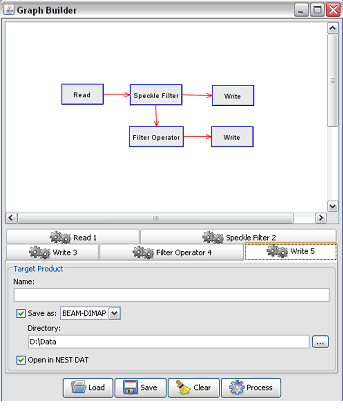 Graph Builder
Read
Speckle Filter
Write
Filter Operator
Write
Read 1
Speckle Filter 2
Write 3
Filter Operator 4
Write 5
Target Product
Name:
Save as: BEAM-DIMAP
Directory:
D:\Data
...
Open in NEST DAT
Load
Save
Clear
Process